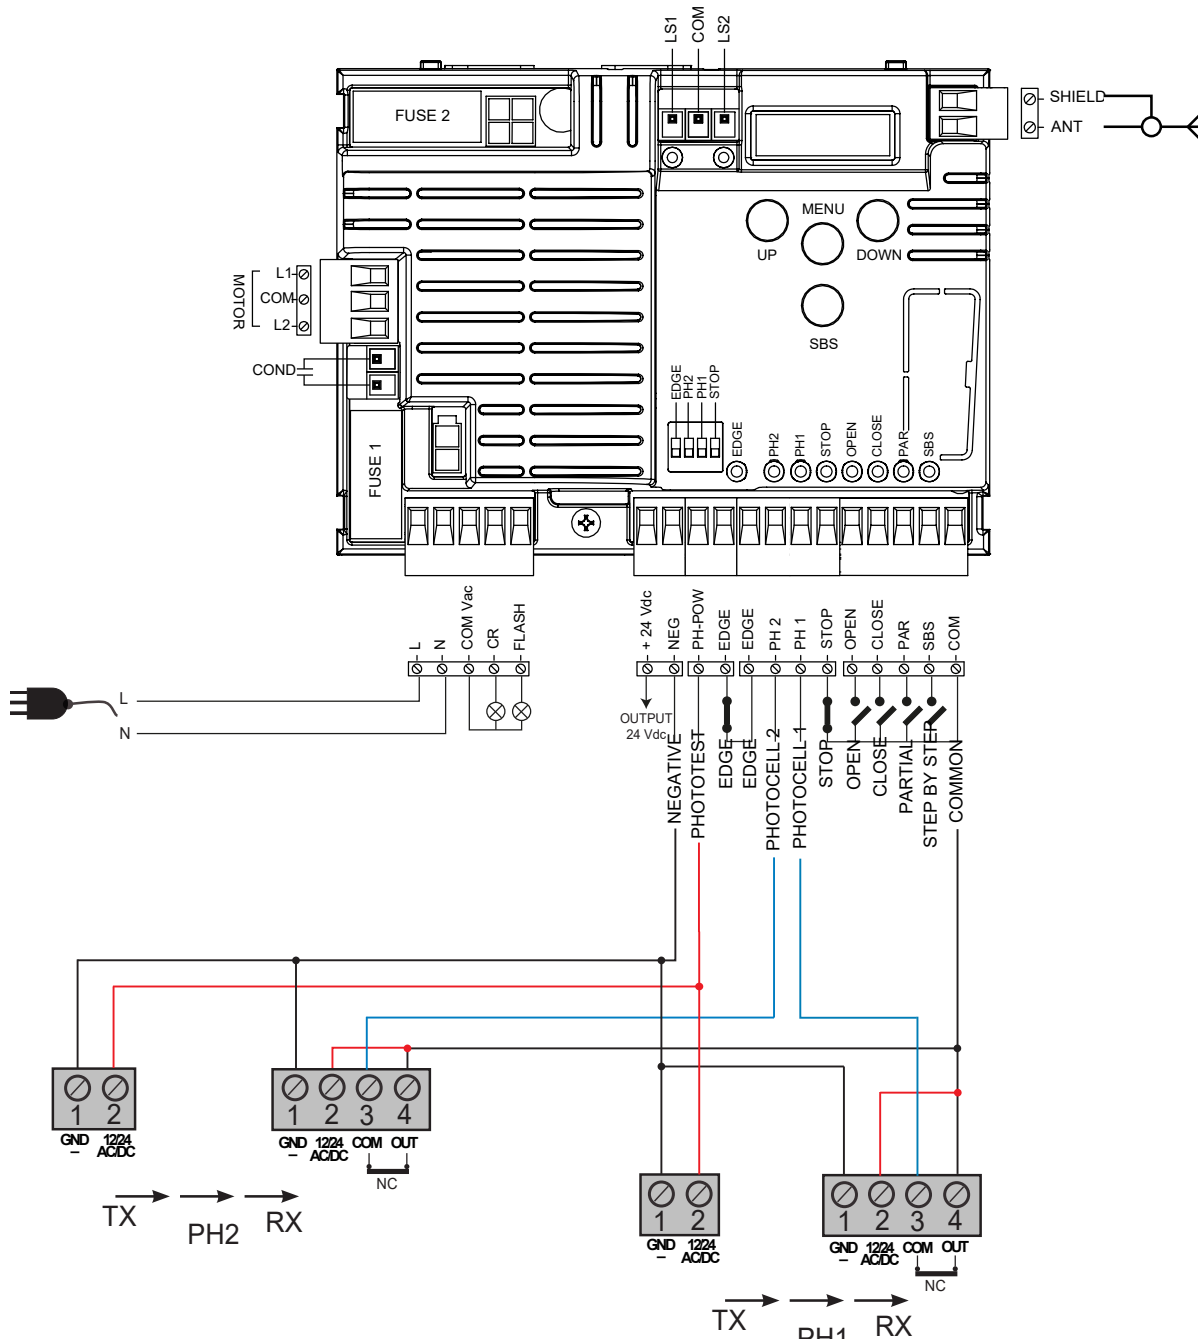 LS1
COM
LS2
FUSE 2
SHIELD
ANT
MENU
UP
DOWN
SBS
MOTOR
L1
COM
L2
COND
FUSE 1
EDGE
PH2
PH1
STOP
EDGE
PH2
PH1
STOP
OPEN
CLOSE
PAR
SBS
L
N
COM Vac
CR
FLASH
+ 24 Vdc
NEG
PH-POW
EDGE
EDGE
PH 2
PH 1
STOP
OPEN
CLOSE
PAR
SBS
COM
L
N
OUTPUT
24 Vdc
NEGATIVE
PHOTOTEST
EDGE
EDGE
PHOTOCELL 2
PHOTOCELL 1
STOP
OPEN
CLOSE
PARTIAL
STEP BY STEP
COMMON
1 2
GND – 12/24 AC/DC
1 2 3 4
GND – 12/24 AC/DC COM OUT
NC
TX PH2 RX
1 2
GND – 12/24 AC/DC
1 2 3 4
GND – 12/24 AC/DC COM OUT
NC
TX PH1 RX